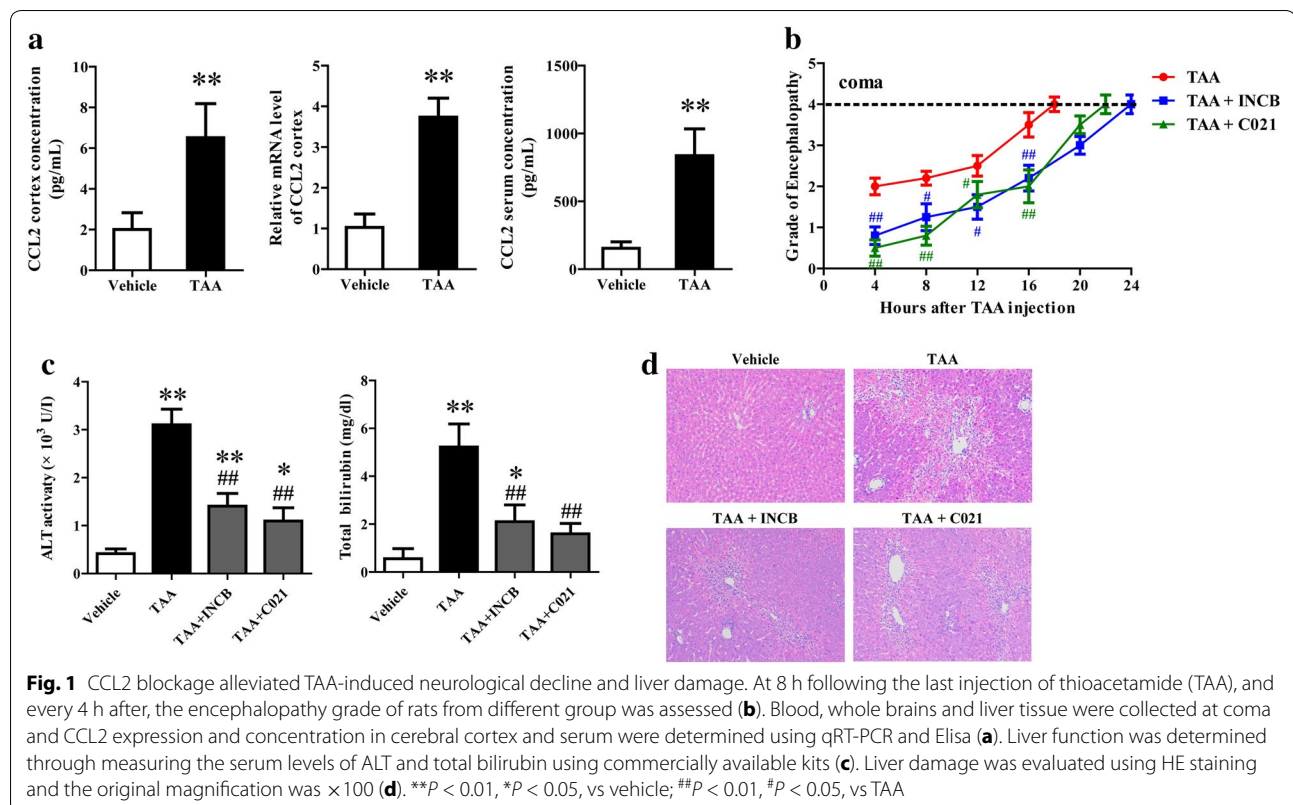 a
CCL2 cortex concentration
(pg/mL)
10
8
6
4
2
0
**
Vehicle
TAA
Relative mRNA level
of CCL2 cortex
5
4
3
2
1
0
**
Vehicle
TAA
CCL2 serum concentration
(pg/mL)
1500
1000
500
0
**
Vehicle
TAA
b
Grade of Encephalopathy
5
4
3
2
1
0
coma
TAA
TAA + INCB
TAA + C021
##
##
#
##
#
#
##
##
0
4
8
12
16
20
24
Hours after TAA injection
c
ALT activaty (× 10³ U/I)
4
3
2
1
0
**
**
##
*
##
Vehicle
TAA
TAA+INCB
TAA+C021
Total bilirubin (mg/dl)
8
6
4
2
0
**
*
##
##
Vehicle
TAA
TAA+INCB
TAA+C021
d
Vehicle
TAA
TAA + INCB
TAA + C021
Fig. 1 CCL2 blockage alleviated TAA-induced neurological decline and liver damage. At 8 h following the last injection of thioacetamide (TAA), and
every 4 h after, the encephalopathy grade of rats from different group was assessed (b). Blood, whole brains and liver tissue were collected at coma
and CCL2 expression and concentration in cerebral cortex and serum were determined using qRT-PCR and Elisa (a). Liver function was determined
through measuring the serum levels of ALT and total bilirubin using commercially available kits (c). Liver damage was evaluated using HE staining
and the original magnification was ×100 (d). **P < 0.01, *P < 0.05, vs vehicle; ##P < 0.01, #P < 0.05, vs TAA